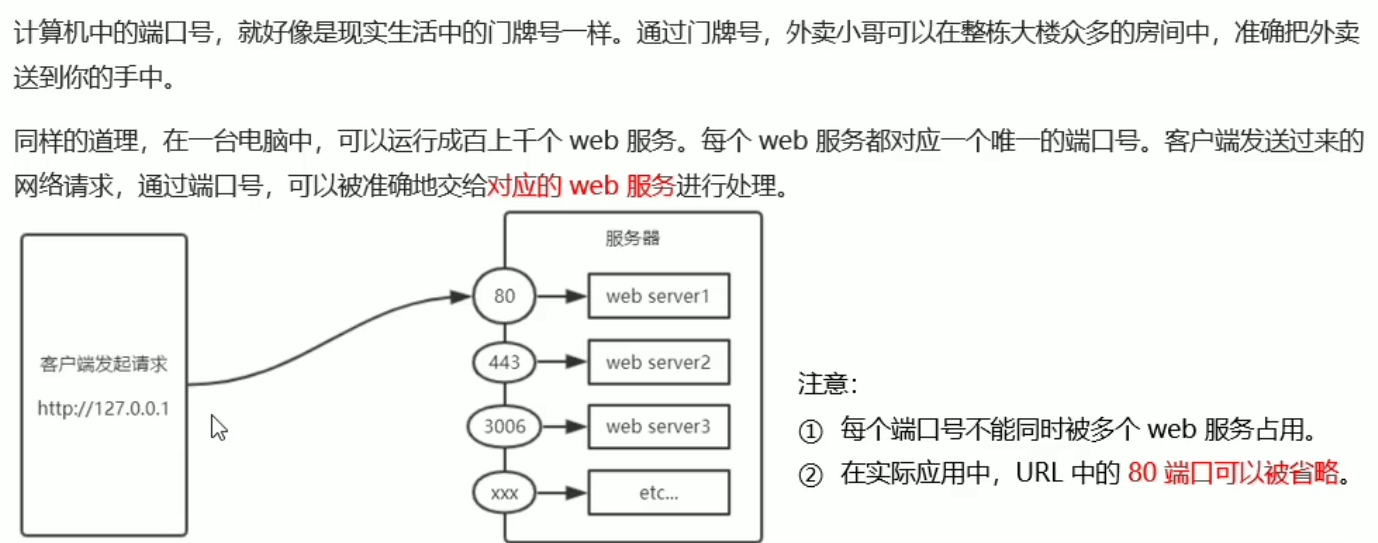 计算机中的端口号，就好像是现实生活中的门牌号一样。通过门牌号，外卖小哥可以在整栋大楼众多的房间中，准确把外卖
送到你的手中。
同样的道理，在一台电脑中，可以运行成百上千个 web 服务。每个 web 服务都对应一个唯一的端口号。客户端发送过来的
网络请求，通过端口号，可以被准确地交给对应的 web 服务进行处理。
服务器
80
web server1
443
web server2
3006
web server3
xxx
etc...
客户端发起请求
http://127.0.0.1
注意：
① 每个端口号不能同时被多个 web 服务占用。
② 在实际应用中，URL 中的 80 端口可以被省略。